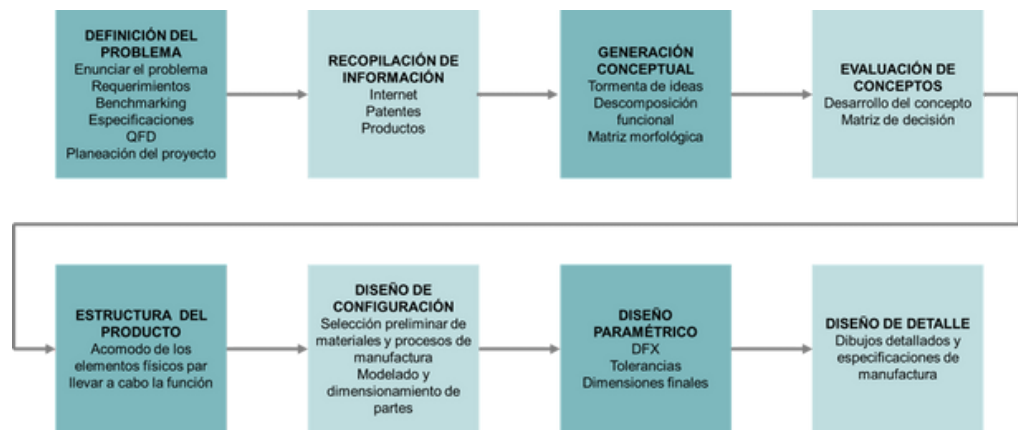 DEFINICIÓN DEL
PROBLEMA
Enunciar el problema
Requerimientos
Benchmarking
Especificaciones
QFD
Planeación del proyecto
RECOPILACIÓN DE
INFORMACIÓN
Internet
Patentes
Productos
GENERACIÓN
CONCEPTUAL
Tormenta de ideas
Descomposición
funcional
Matriz morfológica
EVALUACIÓN DE
CONCEPTOS
Desarrollo del concepto
Matriz de decisión
ESTRUCTURA DEL
PRODUCTO
Acomodo de los
elementos físicos par
llevar a cabo la función
DISEÑO DE
CONFIGURACIÓN
Selección preliminar de
materiales y procesos de
manufactura
Modelado y
dimensionamiento de
partes
DISEÑO
PARAMÉTRICO
DFX
Tolerancias
Dimensiones finales
DISEÑO DE DETALLE
Dibujos detallados y
especificaciones de
manufactura